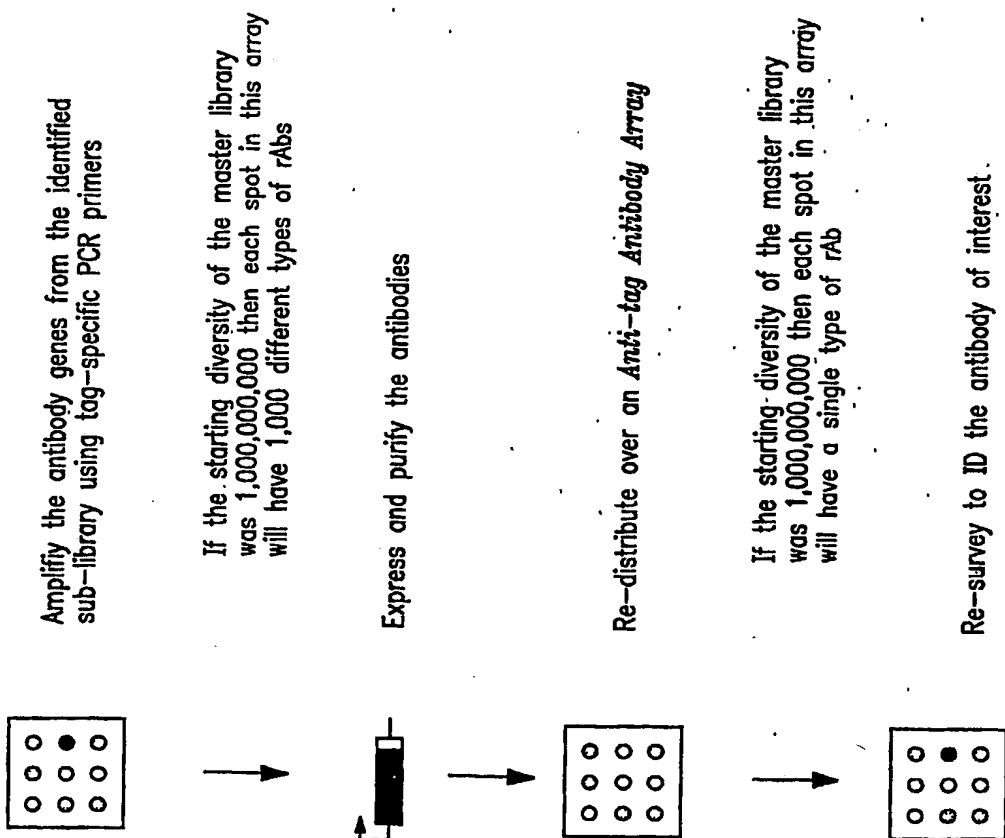 Amplifiy the antibody genes from the identified
sub-library using tag-specific PCR primers
If the starting diversity of the master library
was 1,000,000,000 then each spot in this array
will have 1,000 different types of rAbs
Express and purify the antibodies
Re-distribute over an Anti-tag Antibody Array
If the starting diversity of the master library
was 1,000,000,000 then each spot in this array
will have a single type of rAb
Re-survey to ID the antibody of interest.